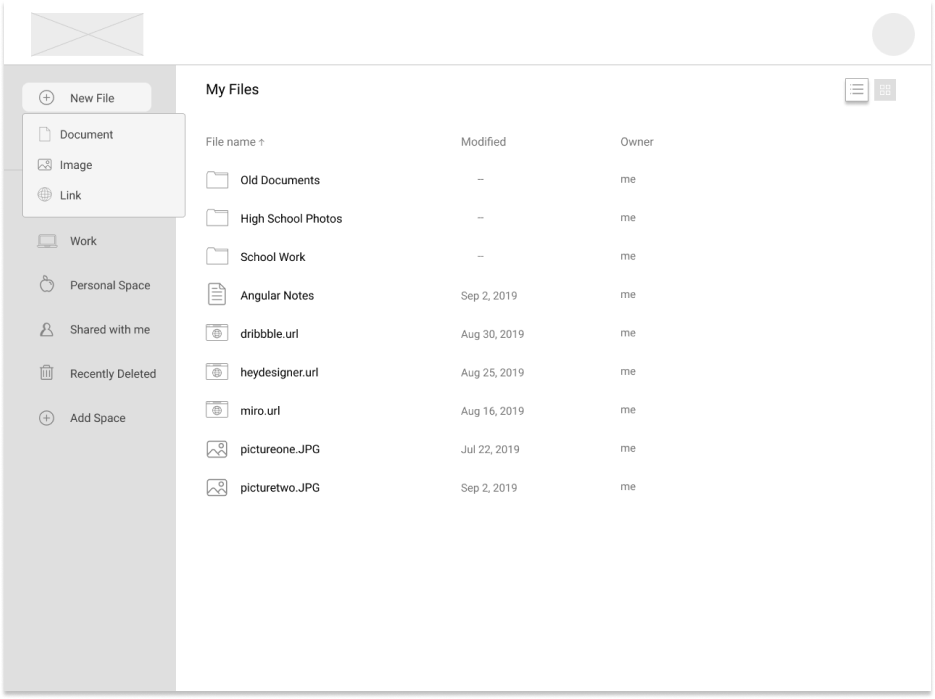 New File
Document
Image
Link
Work
Personal Space
Shared with me
Recently Deleted
Add Space
My Files
File name ↑ Modified Owner
Old Documents -- me
High School Photos -- me
School Work -- me
Angular Notes Sep 2, 2019 me
dribbble.url Aug 30, 2019 me
heydesigner.url Aug 25, 2019 me
miro.url Aug 16, 2019 me
pictureone.JPG Jul 22, 2019 me
picturetwo.JPG Sep 2, 2019 me